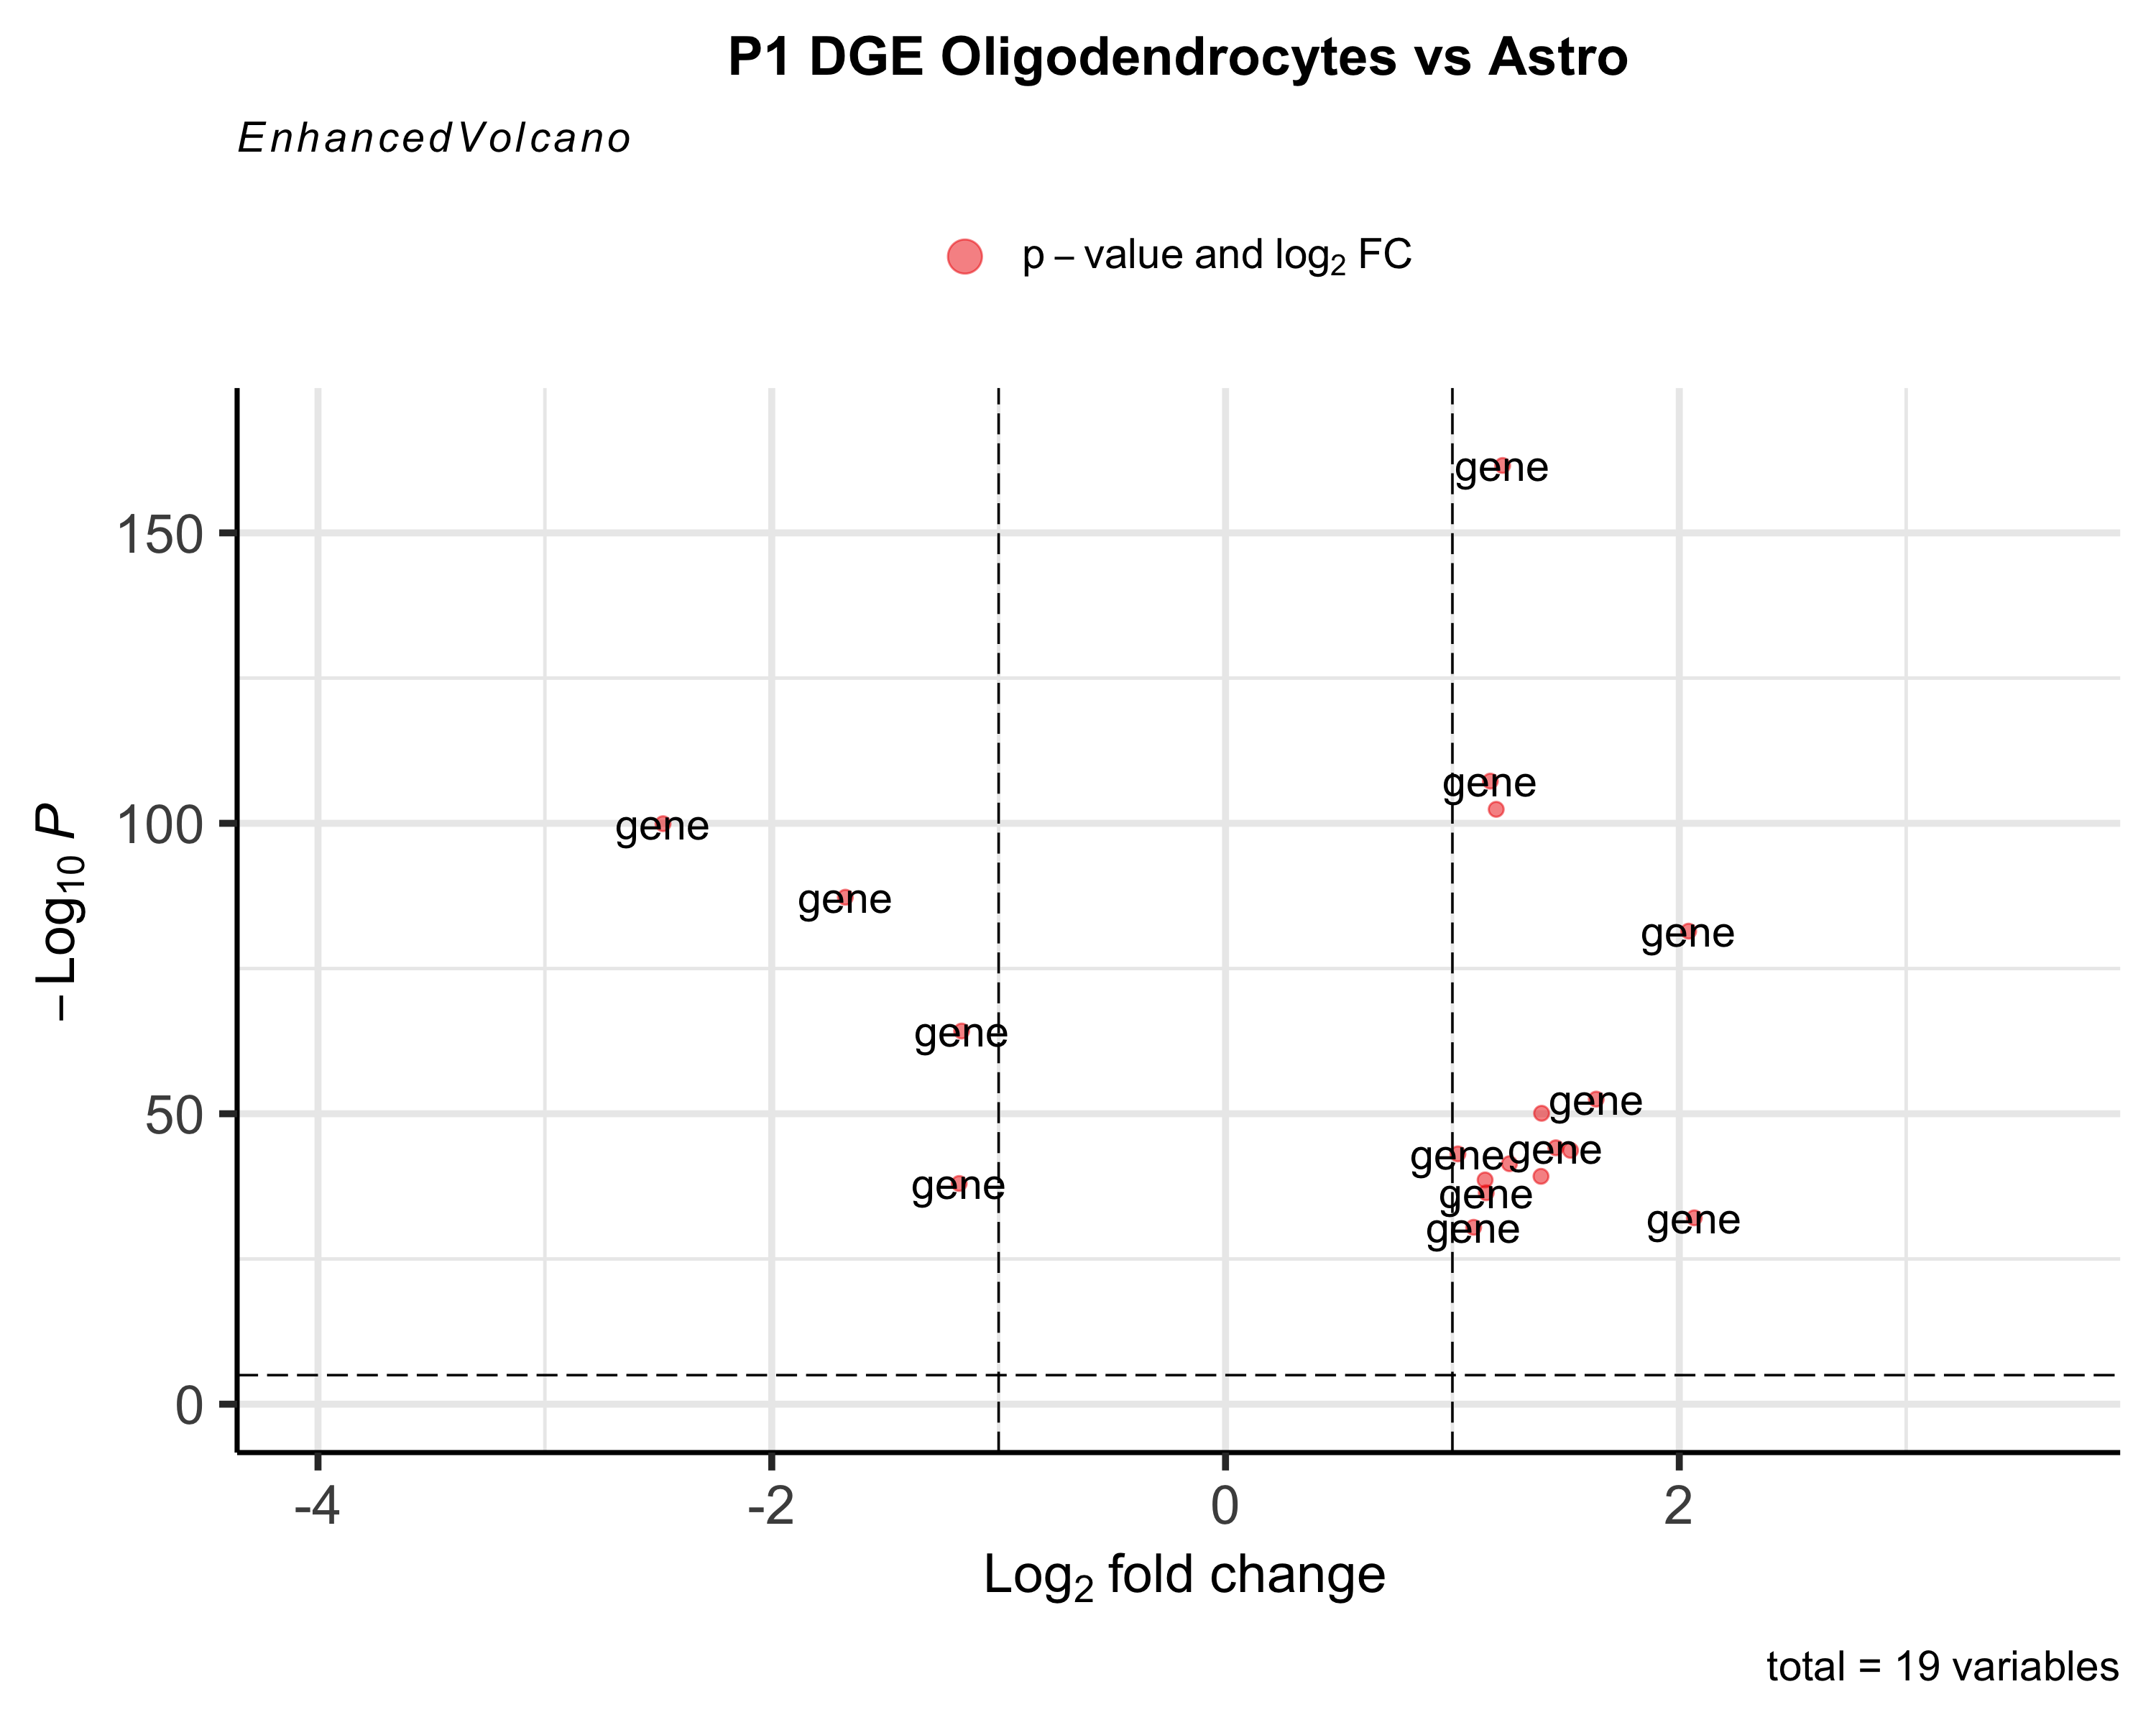 P1 DGE Oligodendrocytes vs Astro
EnhancedVolcano
p – value and log₂ FC
– Log₁₀ P
150
100
50
0
gene
gene
gene
gene
gene
gene
gene
gene
gene
gene
gene
gene
gene
-4
-2
0
2
Log₂ fold change
total = 19 variables